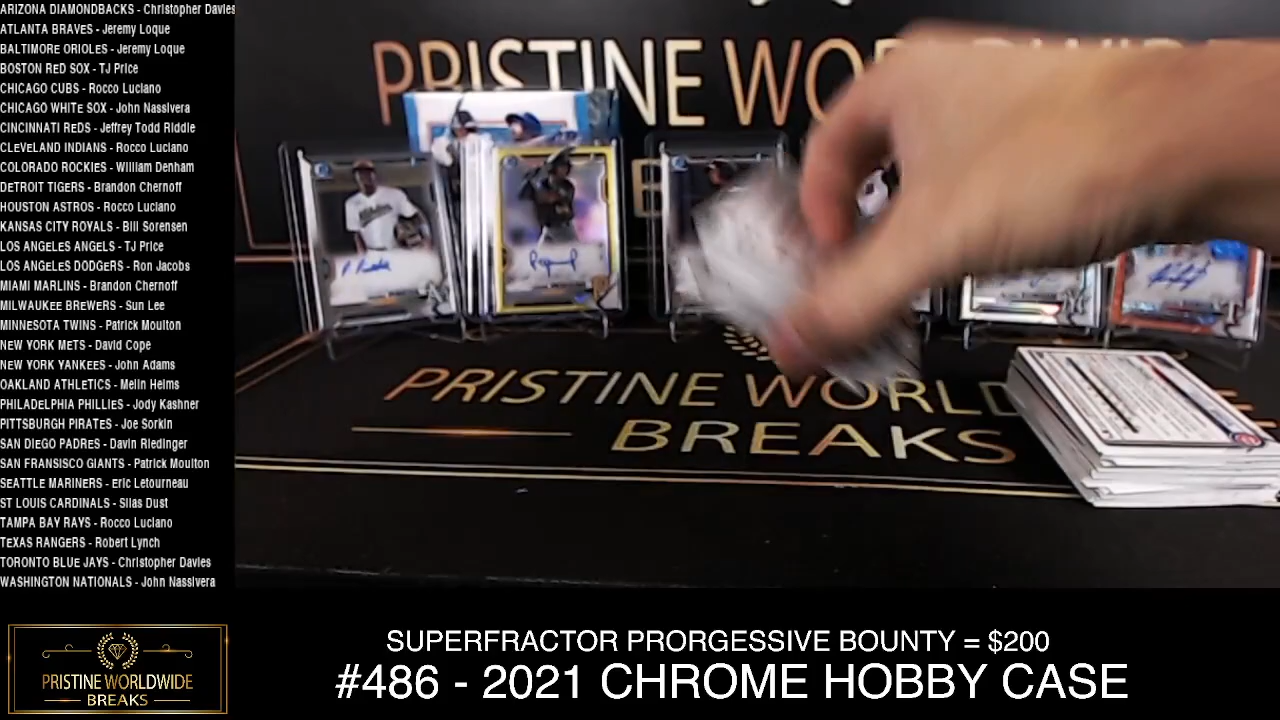 ARIZONA DIAMONDBACKS - Christopher Davies
ATLANTA BRAVES - Jeremy Loque
BALTIMORE ORIOLES - Jeremy Loque
BOSTON RED SOX - TJ Price
CHICAGO CUBS - Rocco Luciano
CHICAGO WHITE SOX - John Nassivera
CINCINNATI REDS - Jeffrey Todd Riddle
CLEVELAND INDIANS - Rocco Luciano
COLORADO ROCKIES - William Denham
DETROIT TIGERS - Brandon Chernoff
HOUSTON ASTROS - Rocco Luciano
KANSAS CITY ROYALS - Bill Sorensen
LOS ANGELES ANGELS - TJ Price
LOS ANGELES DODGERS - Ron Jacobs
MIAMI MARLINS - Brandon Chernoff
MILWAUKEE BREWERS - Sun Lee
MINNESOTA TWINS - Patrick Moulton
NEW YORK METS - David Cope
NEW YORK YANKEES - John Adams
OAKLAND ATHLETICS - Melin Helms
PHILADELPHIA PHILLIES - Jody Kashner
PITTSBURGH PIRATES - Joe Sorkin
SAN DIEGO PADRES - Davin Riedinger
SAN FRANSISCO GIANTS - Patrick Moulton
SEATTLE MARINERS - Eric Letourneau
ST LOUIS CARDINALS - Silas Dust
TAMPA BAY RAYS - Rocco Luciano
TEXAS RANGERS - Robert Lynch
TORONTO BLUE JAYS - Christopher Davies
WASHINGTON NATIONALS - John Nassivera
PRISTINE
PRISTINE WORLD
BREAKS
PRISTINE WORLDWIDE
BREAKS
SUPERFRACTOR PRORGESSIVE BOUNTY = $200
#486 - 2021 CHROME HOBBY CASE